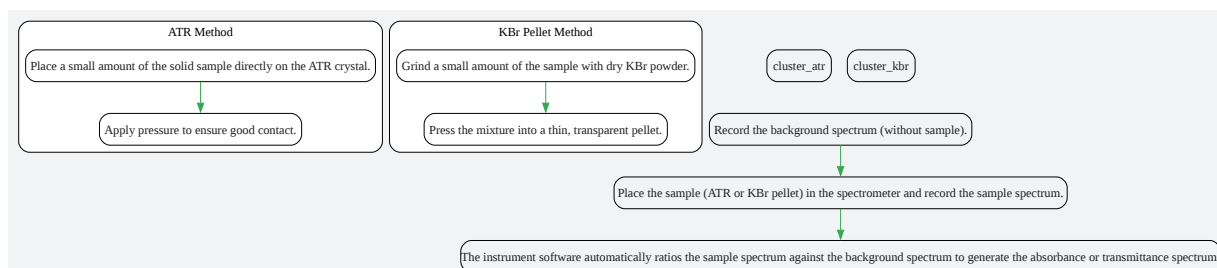 ATR Method
Place a small amount of the solid sample directly on the ATR crystal.
Apply pressure to ensure good contact.
KBr Pellet Method
Grind a small amount of the sample with dry KBr powder.
Press the mixture into a thin, transparent pellet.
cluster_atr
cluster_kbr
Record the background spectrum (without sample).
Place the sample (ATR or KBr pellet) in the spectrometer and record the sample spectrum.
The instrument software automatically ratios the sample spectrum against the background spectrum to generate the absorbance or transmittance spectrum